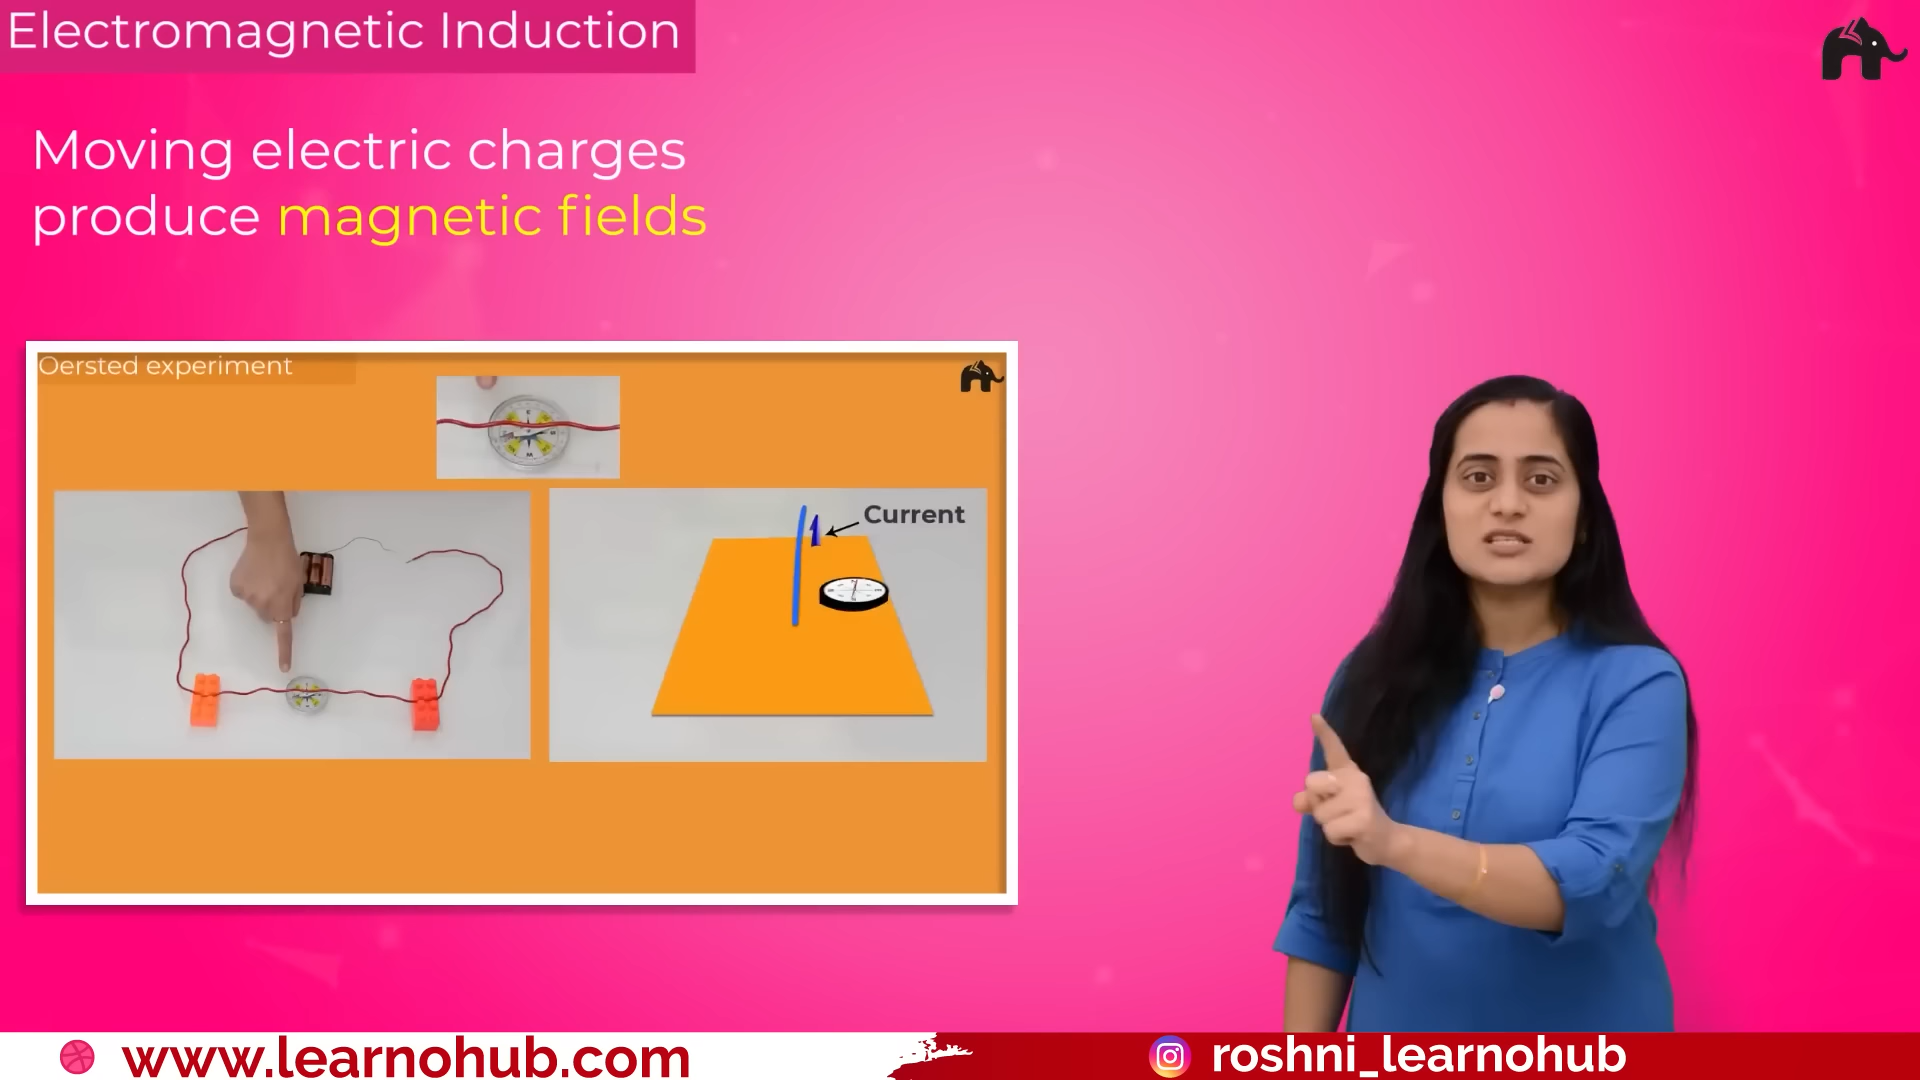 Electromagnetic Induction
Moving electric charges
produce magnetic fields
Oersted experiment
Current
www.learnohub.com
roshni_learnohub